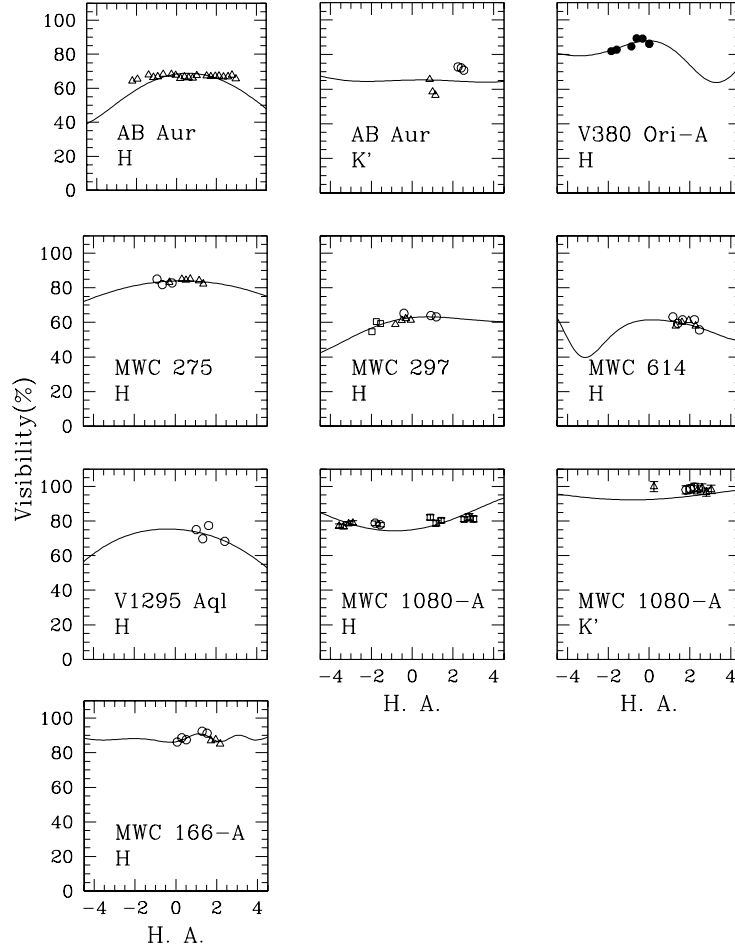 100
80
60
40
20
0
AB Aur
H
AB Aur
K'
V380 Ori-A
H
100
80
60
40
20
0
MWC 275
H
MWC 297
H
MWC 614
H
Visibility(%)
100
80
60
40
20
0
V1295 Aql
H
MWC 1080-A
H
MWC 1080-A
K'
-4 -2 0 2 4
-4 -2 0 2 4
H. A.
H. A.
100
80
60
40
20
0
MWC 166-A
H
-4 -2 0 2 4
H. A.